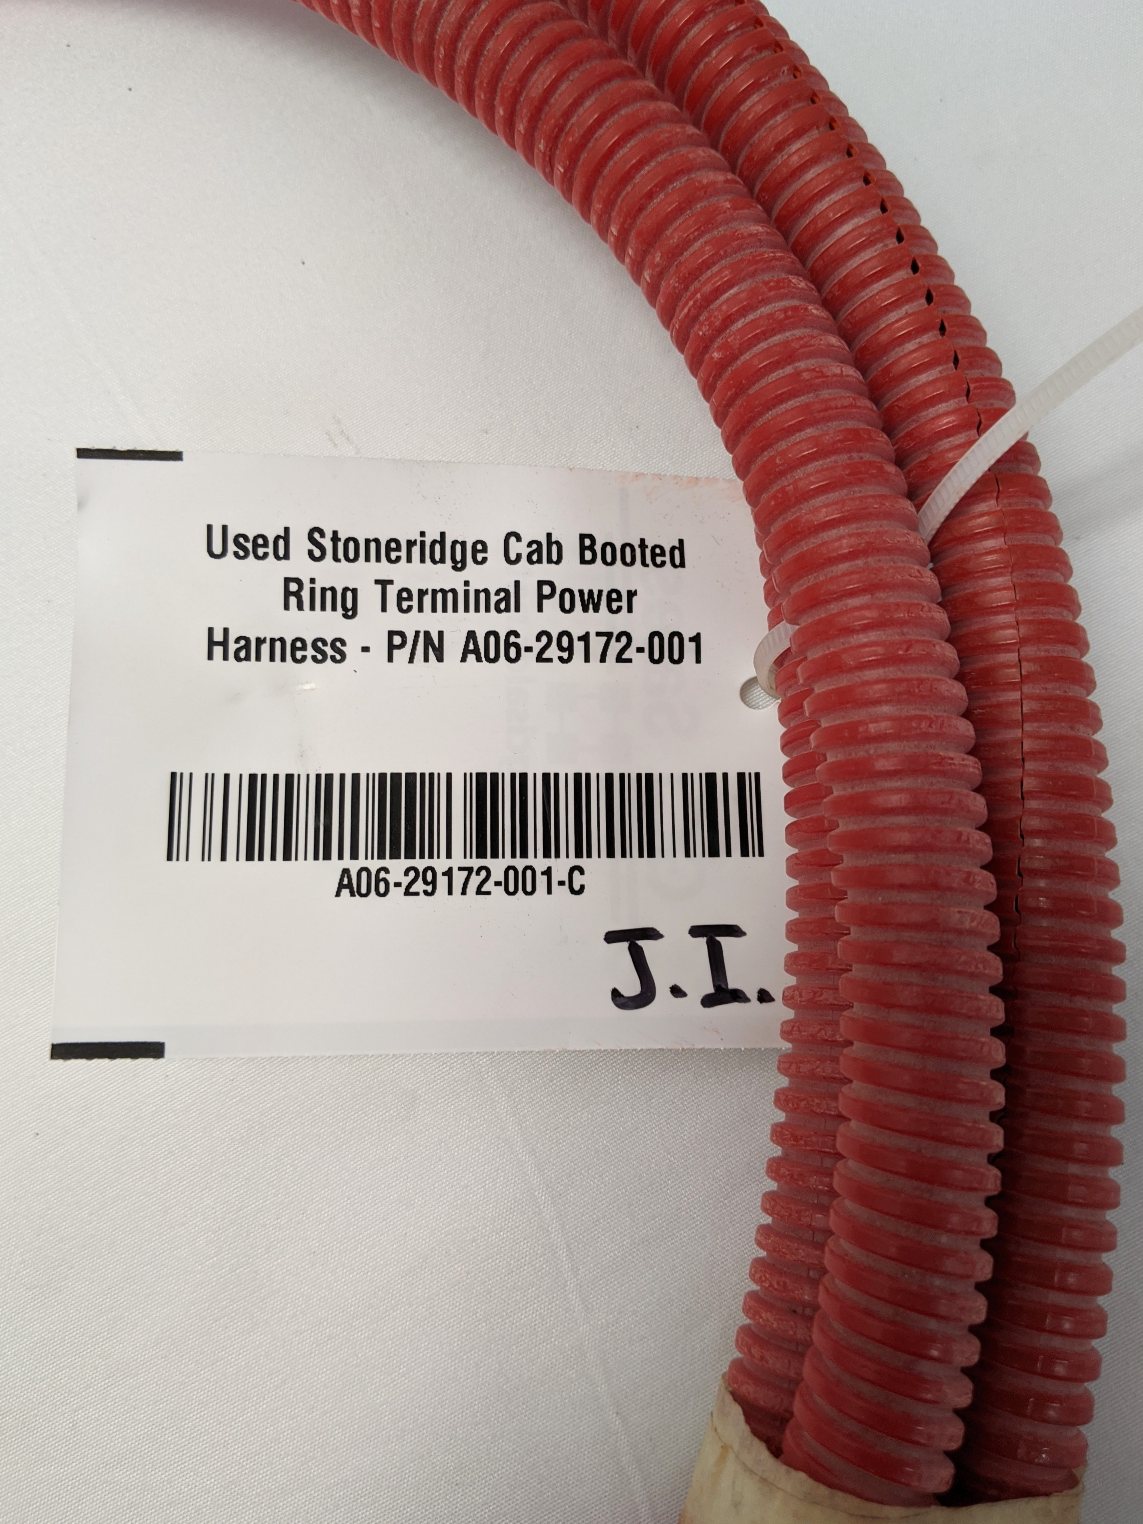 Used Stoneridge Cab Booted
Ring Terminal Power
Harness - P/N A06-29172-001
A06-29172-001-C
J.I.